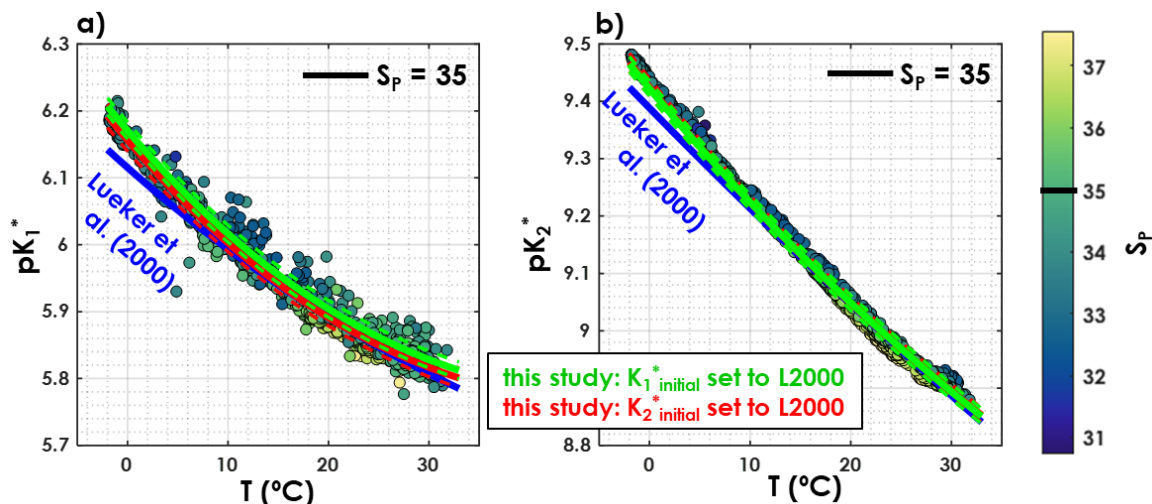 a)
6.3
6.2
6.1
6
5.9
5.8
5.7
pK₁*
S_P = 35
Lueker et
al. (2000)
0
10
20
30
T (ºC)
b)
9.5
9.4
9.3
9.2
9.1
9
8.8
pK₂*
S_P = 35
Lueker et
al. (2000)
0
10
20
30
T (ºC)
this study: K₁*initial set to L2000
this study: K₂*initial set to L2000
37
36
35
34
33
32
31
S_P